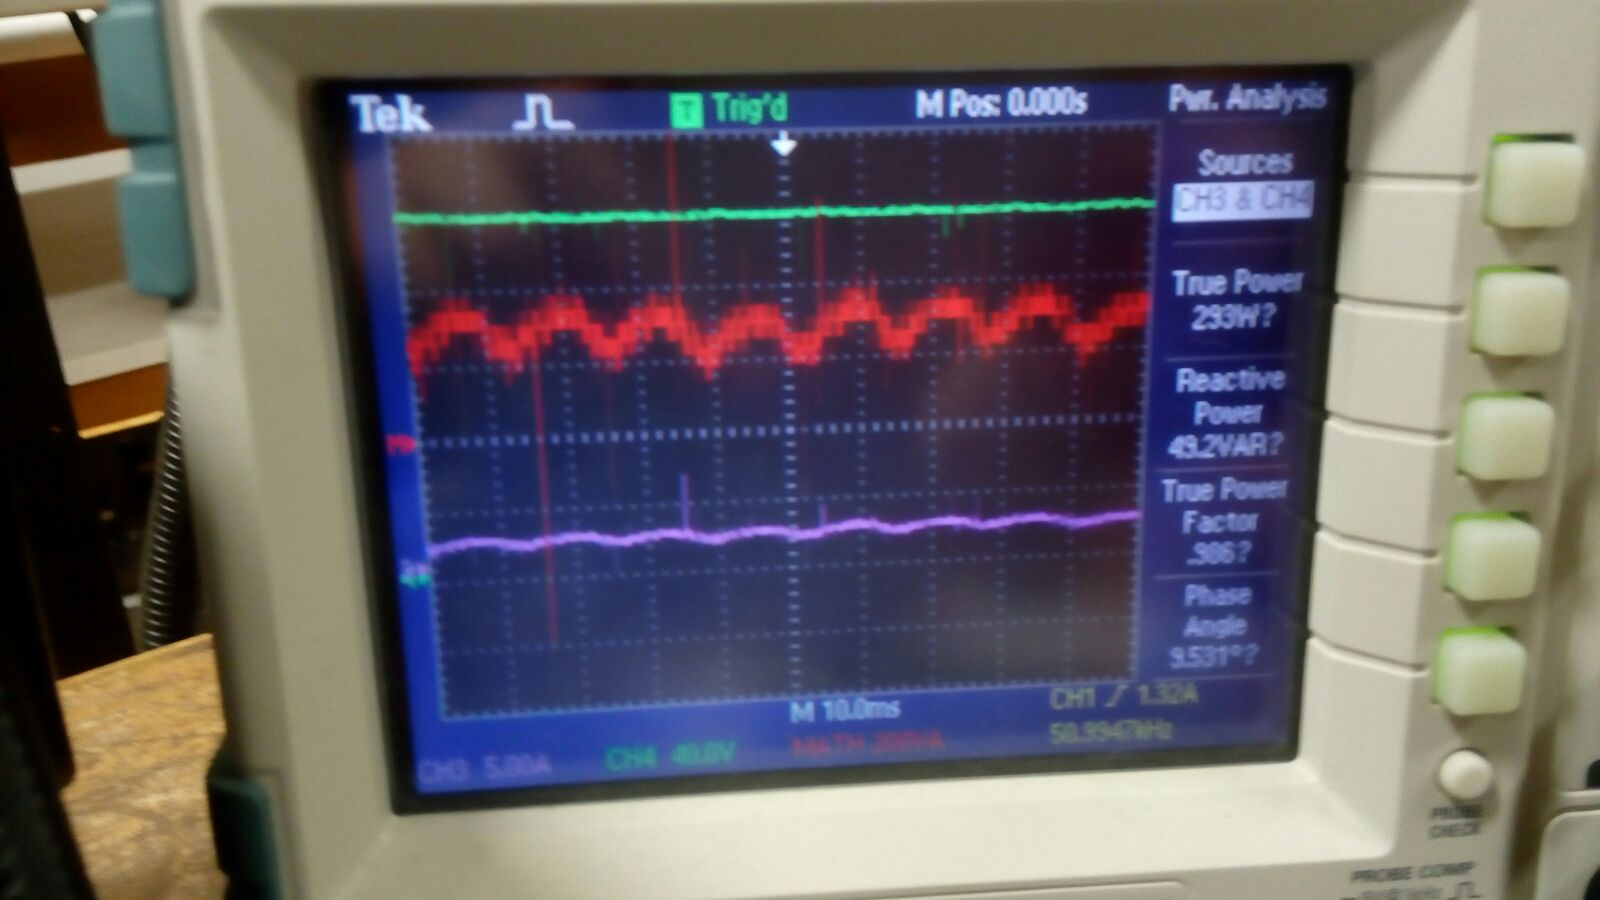 Tek
Trig'd
M Pos: 0.000s
Pwr. Analysis
Sources
CH3 & CH4
True Power
293W?
Reactive
Power
49.2VAR?
True Power
Factor
.986?
Phase
Angle
9.531°?
M 10.0ms
CH1 1.32A
50.9947kHz
CH3 5.00A
CH4 40.0V
MATH 200VA
PROBE
CHECK
PROBE COMP